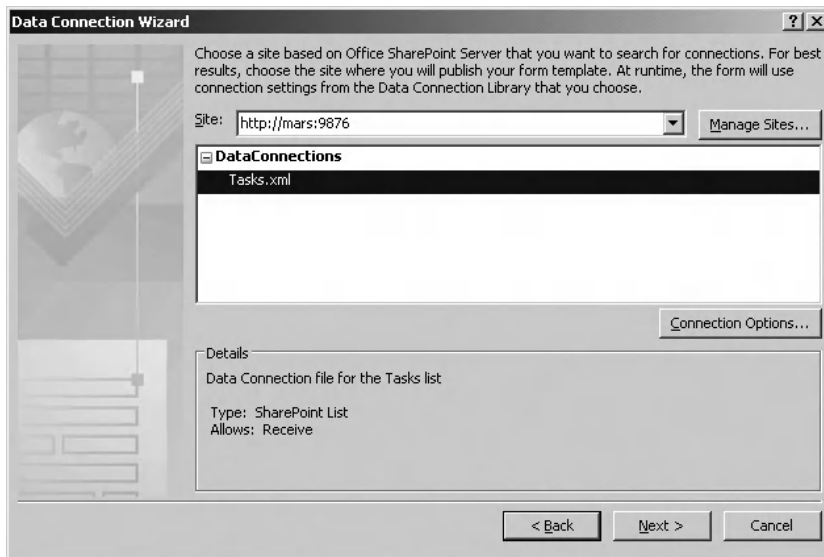 Data Connection Wizard
Choose a site based on Office SharePoint Server that you want to search for connections. For best
results, choose the site where you will publish your form template. At runtime, the form will use
connection settings from the Data Connection Library that you choose.
Site: http://mars:9876 Manage Sites...
DataConnections
Tasks.xml
Connection Options...
Details
Data Connection file for the Tasks list
Type: SharePoint List
Allows: Receive
< Back Next > Cancel